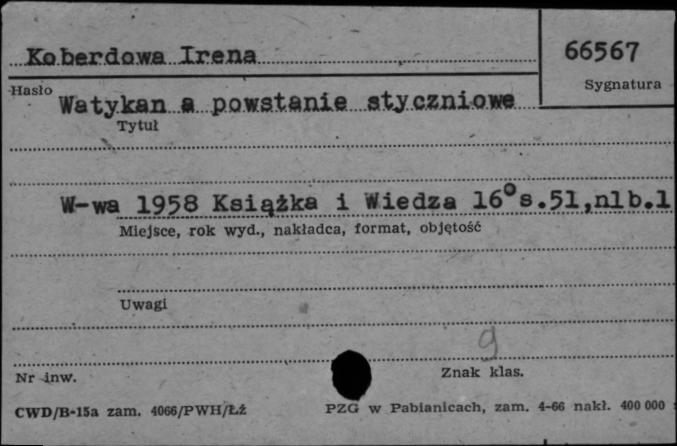 Koberdowa Irena
66567
Hasło
Sygnatura
Watykan a powstanie styczniowe
Tytuł
W-wa 1958 Książka i Wiedza 16° s.51,nlb.1
Miejsce, rok wyd., nakładca, format, objętość
Uwagi
9
Nr inw.
Znak klas.
CWD/B-15a zam. 4066/PWH/Łż
PZG w Pabianicach, zam. 4-66 nakł. 400 000